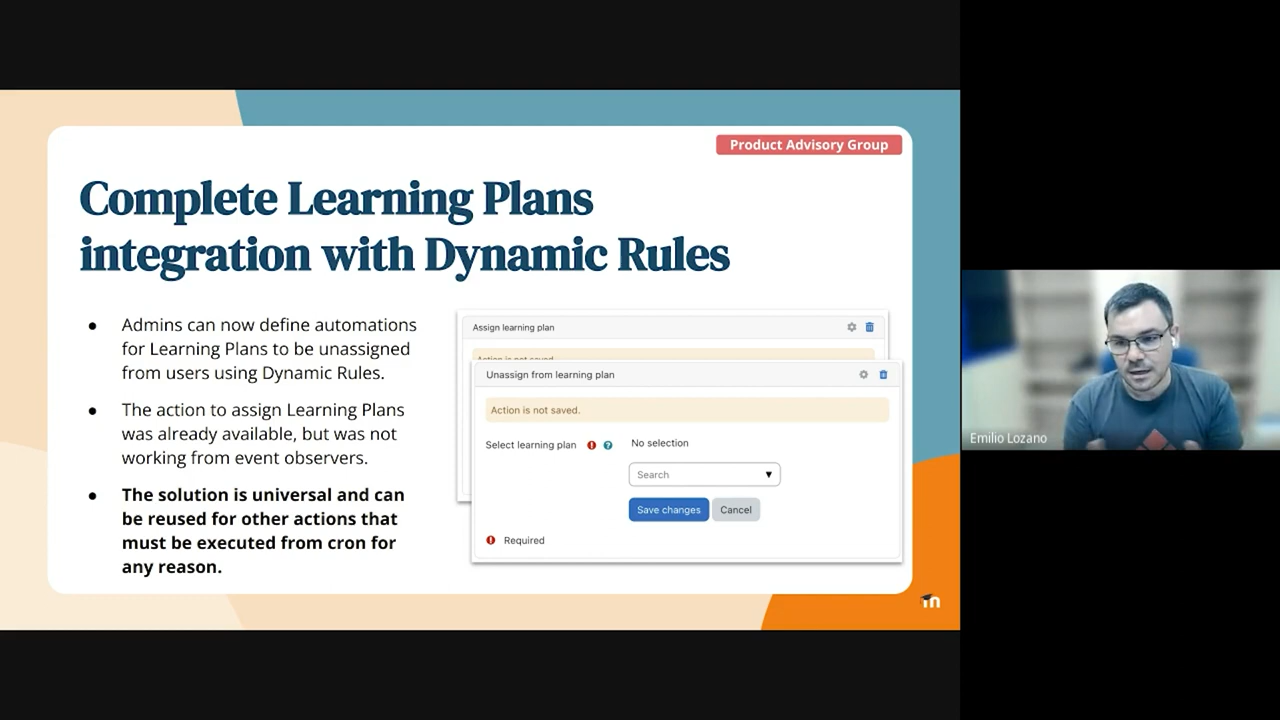 Product Advisory Group
Complete Learning Plans
integration with Dynamic Rules
● Admins can now define automations
for Learning Plans to be unassigned
from users using Dynamic Rules.
● The action to assign Learning Plans
was already available, but was not
working from event observers.
● The solution is universal and can
be reused for other actions that
must be executed from cron for
any reason.
Assign learning plan
Action is not saved.
Unassign from learning plan
Action is not saved.
Select learning plan
No selection
Search
Save changes Cancel
Required
Emilio Lozano